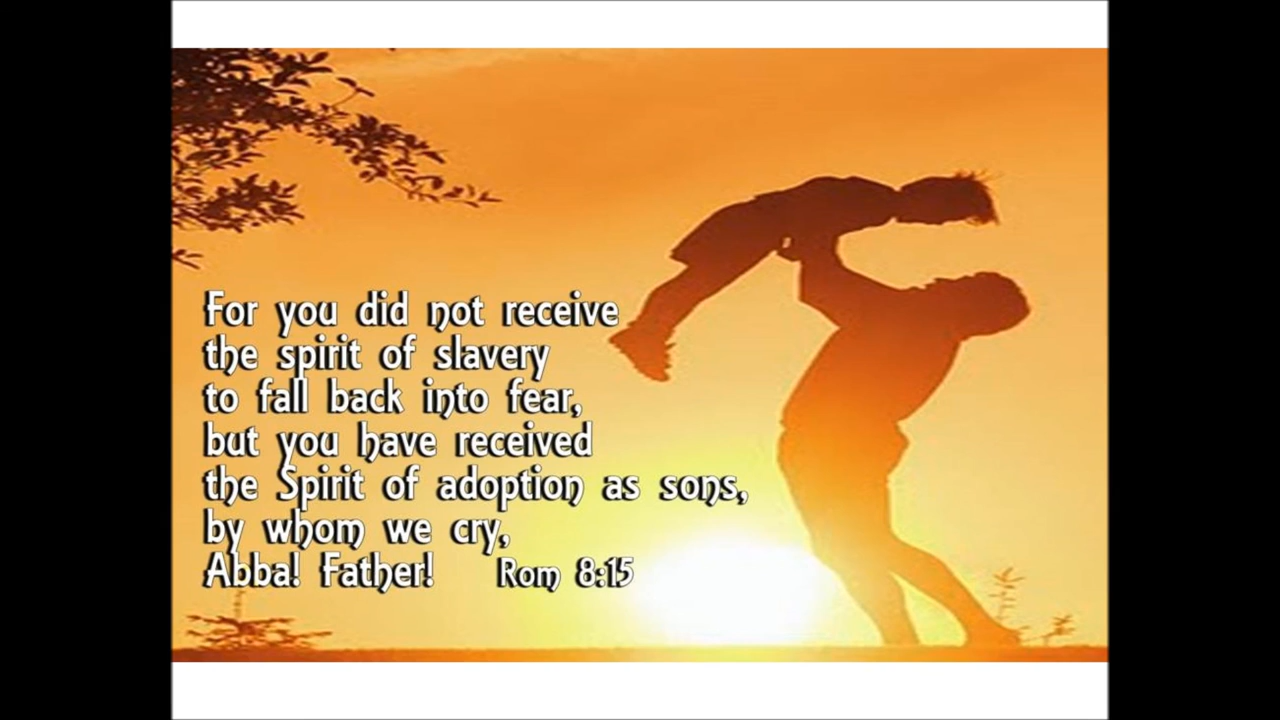 For you did not receive
the spirit of slavery
to fall back into fear,
but you have received
the Spirit of adoption as sons,
by whom we cry,
Abba! Father! Rom 8:15